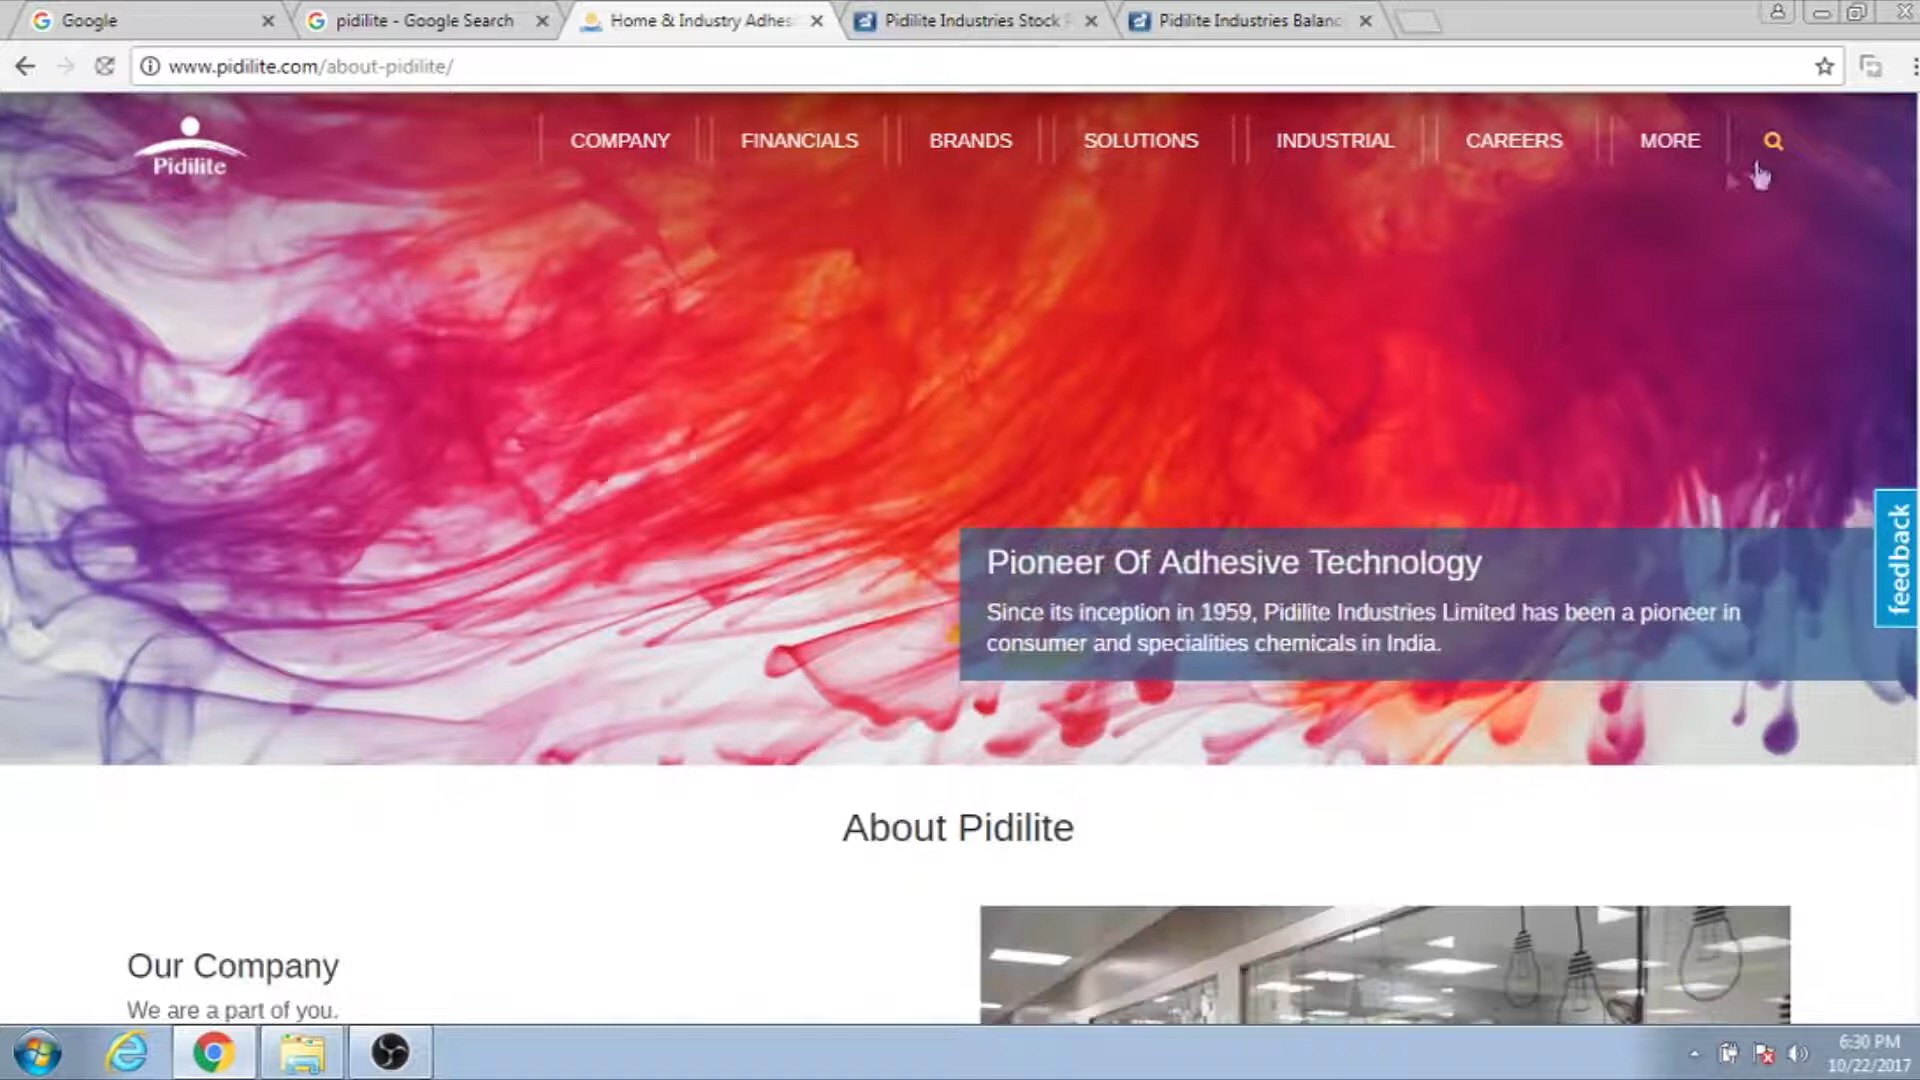 Google
pidilite - Google Search
Home & Industry Adhes
Pidilite Industries Stock P
Pidilite Industries Balanc
www.pidilite.com/about-pidilite/
Pidilite
COMPANY
FINANCIALS
BRANDS
SOLUTIONS
INDUSTRIAL
CAREERS
MORE
Pioneer Of Adhesive Technology
Since its inception in 1959, Pidilite Industries Limited has been a pioneer in
consumer and specialities chemicals in India.
feedback
About Pidilite
Our Company
We are a part of you.
6:30 PM
10/22/2017